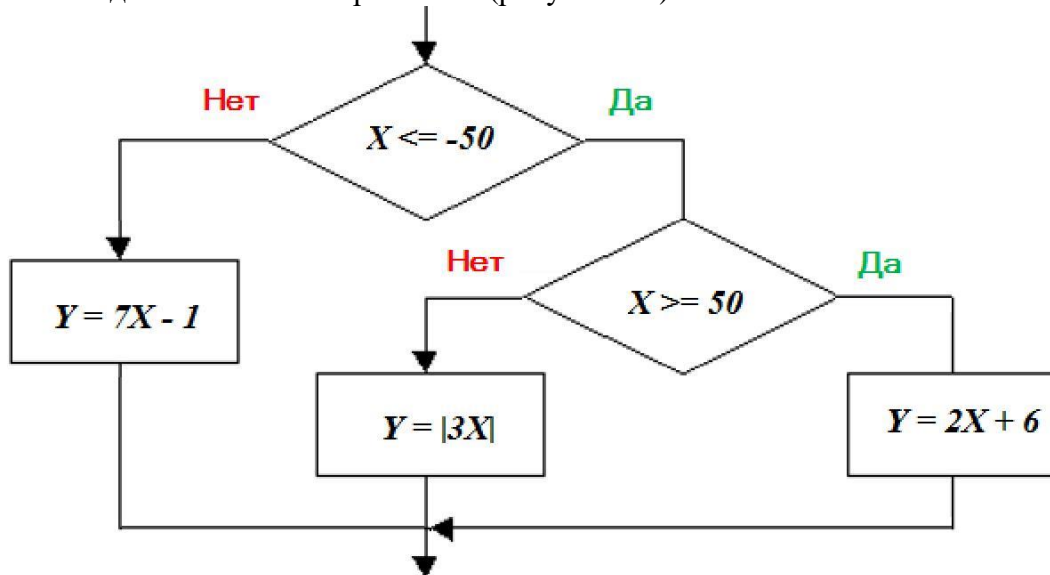 Нет
Да
X <= -50
Нет
Да
Y = 7X - 1
X >= 50
Y = |3X|
Y = 2X + 6